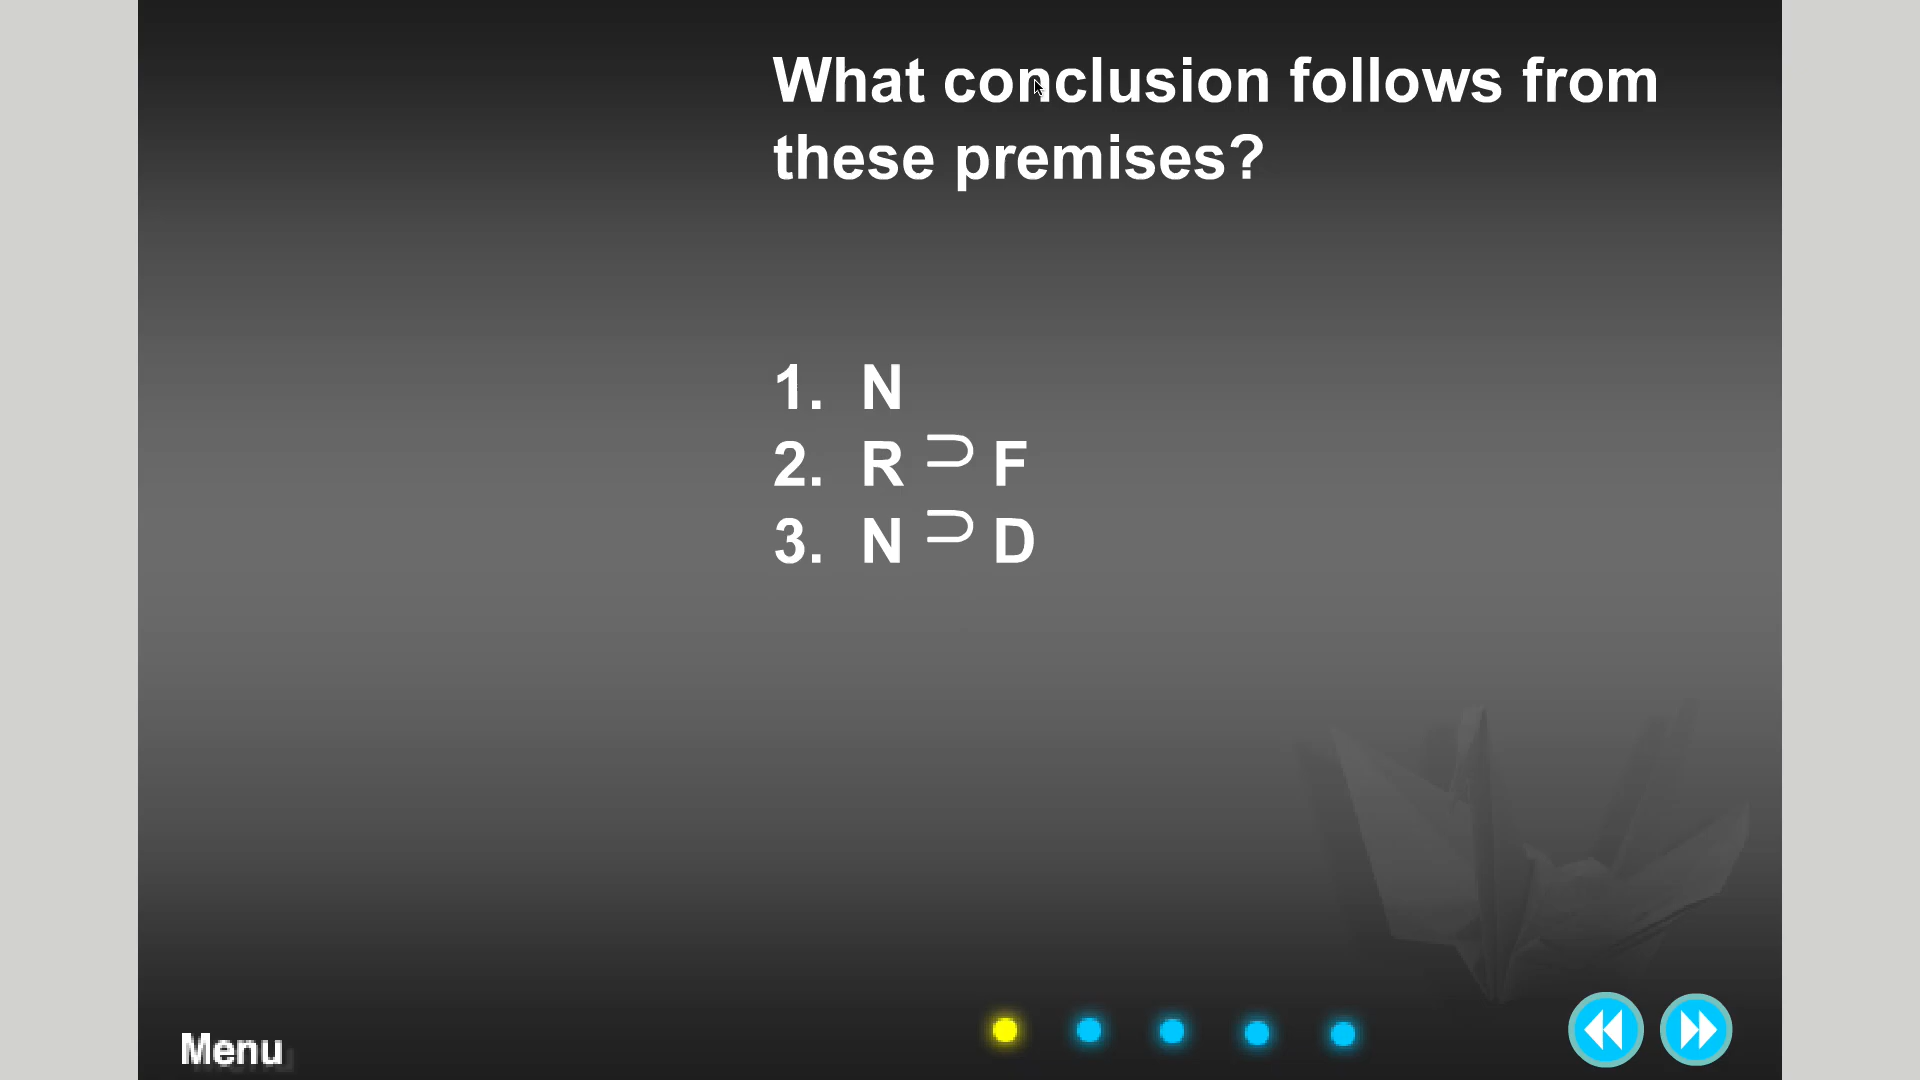 What conclusion follows from
these premises?
1. N
2. R ⊃ F
3. N ⊃ D
Menu